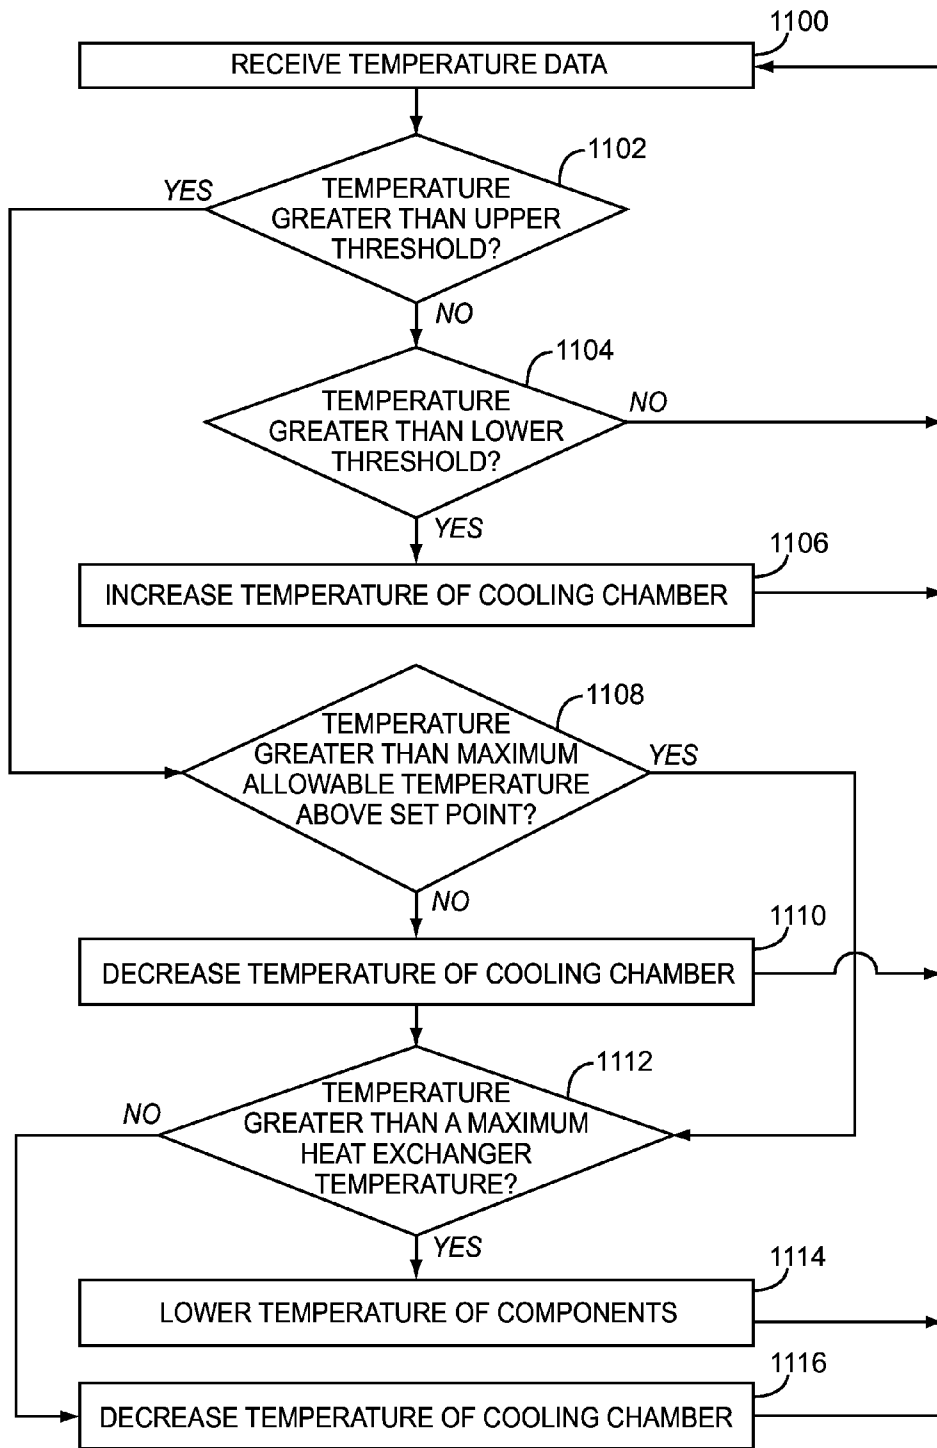 1100
RECEIVE TEMPERATURE DATA
1102
YES
TEMPERATURE
GREATER THAN UPPER
THRESHOLD?
NO
1104
TEMPERATURE
GREATER THAN LOWER
THRESHOLD?
NO
YES
1106
INCREASE TEMPERATURE OF COOLING CHAMBER
1108
TEMPERATURE
GREATER THAN MAXIMUM
ALLOWABLE TEMPERATURE
ABOVE SET POINT?
YES
NO
1110
DECREASE TEMPERATURE OF COOLING CHAMBER
1112
TEMPERATURE
GREATER THAN A MAXIMUM
HEAT EXCHANGER
TEMPERATURE?
NO
YES
1114
LOWER TEMPERATURE OF COMPONENTS
1116
DECREASE TEMPERATURE OF COOLING CHAMBER